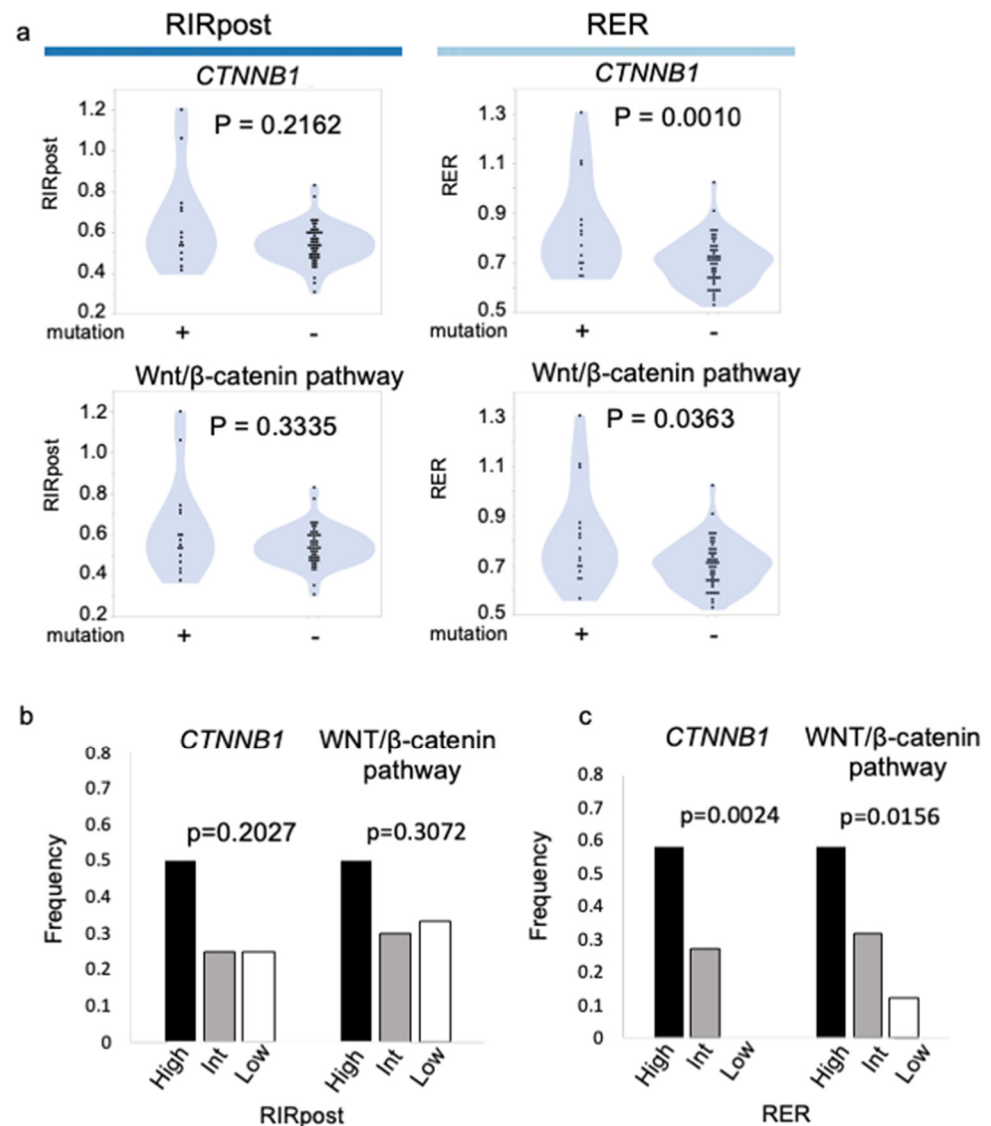 a
RIRpost
RER
CTNNB1
P = 0.2162
RIRpost
1.2
1.0
0.8
0.6
0.4
0.2
mutation + -
CTNNB1
P = 0.0010
RER
1.3
1.1
0.9
0.7
0.5
mutation + -
Wnt/β-catenin pathway
P = 0.3335
RIRpost
1.2
1.0
0.8
0.6
0.4
0.2
mutation + -
Wnt/β-catenin pathway
P = 0.0363
RER
1.3
1.1
0.9
0.7
0.5
mutation + -
b
CTNNB1
WNT/β-catenin
pathway
p=0.2027
p=0.3072
Frequency
0.8
0.7
0.6
0.5
0.4
0.3
0.2
0.1
0
High Int Low
High Int Low
RIRpost
c
CTNNB1
WNT/β-catenin
pathway
p=0.0024
p=0.0156
Frequency
0.8
0.7
0.6
0.5
0.4
0.3
0.2
0.1
0
High Int Low
High Int Low
RER